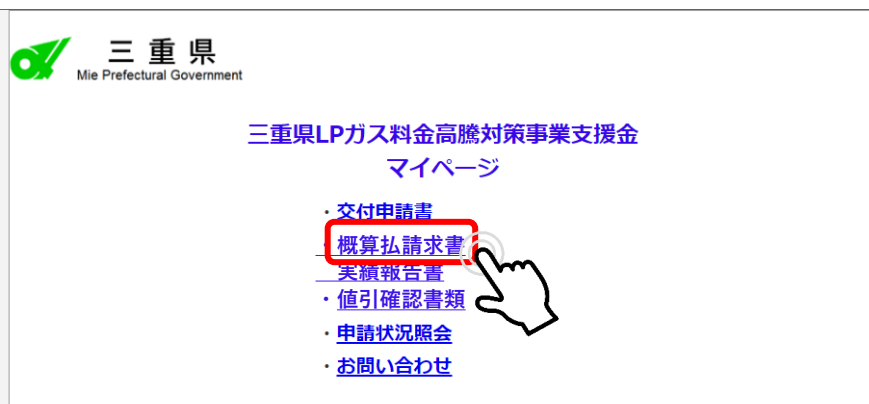 三重県
Mie Prefectural Government
三重県LPガス料金高騰対策事業支援金
マイページ
・交付申請書
・概算払請求書
実績報告書
・値引確認書類
・申請状況照会
・お問い合わせ